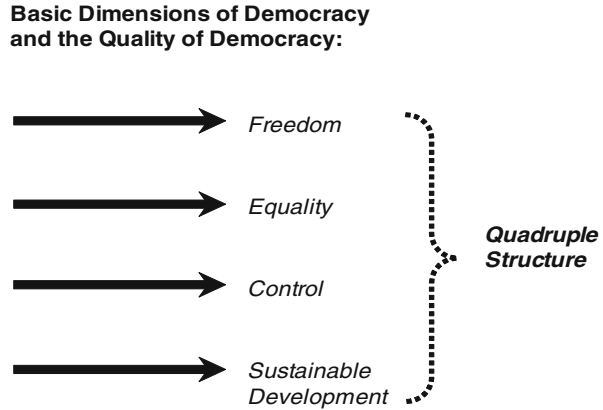 Basic Dimensions of Democracy
and the Quality of Democracy:
Freedom
Equality
Quadruple
Structure
Control
Sustainable
Development